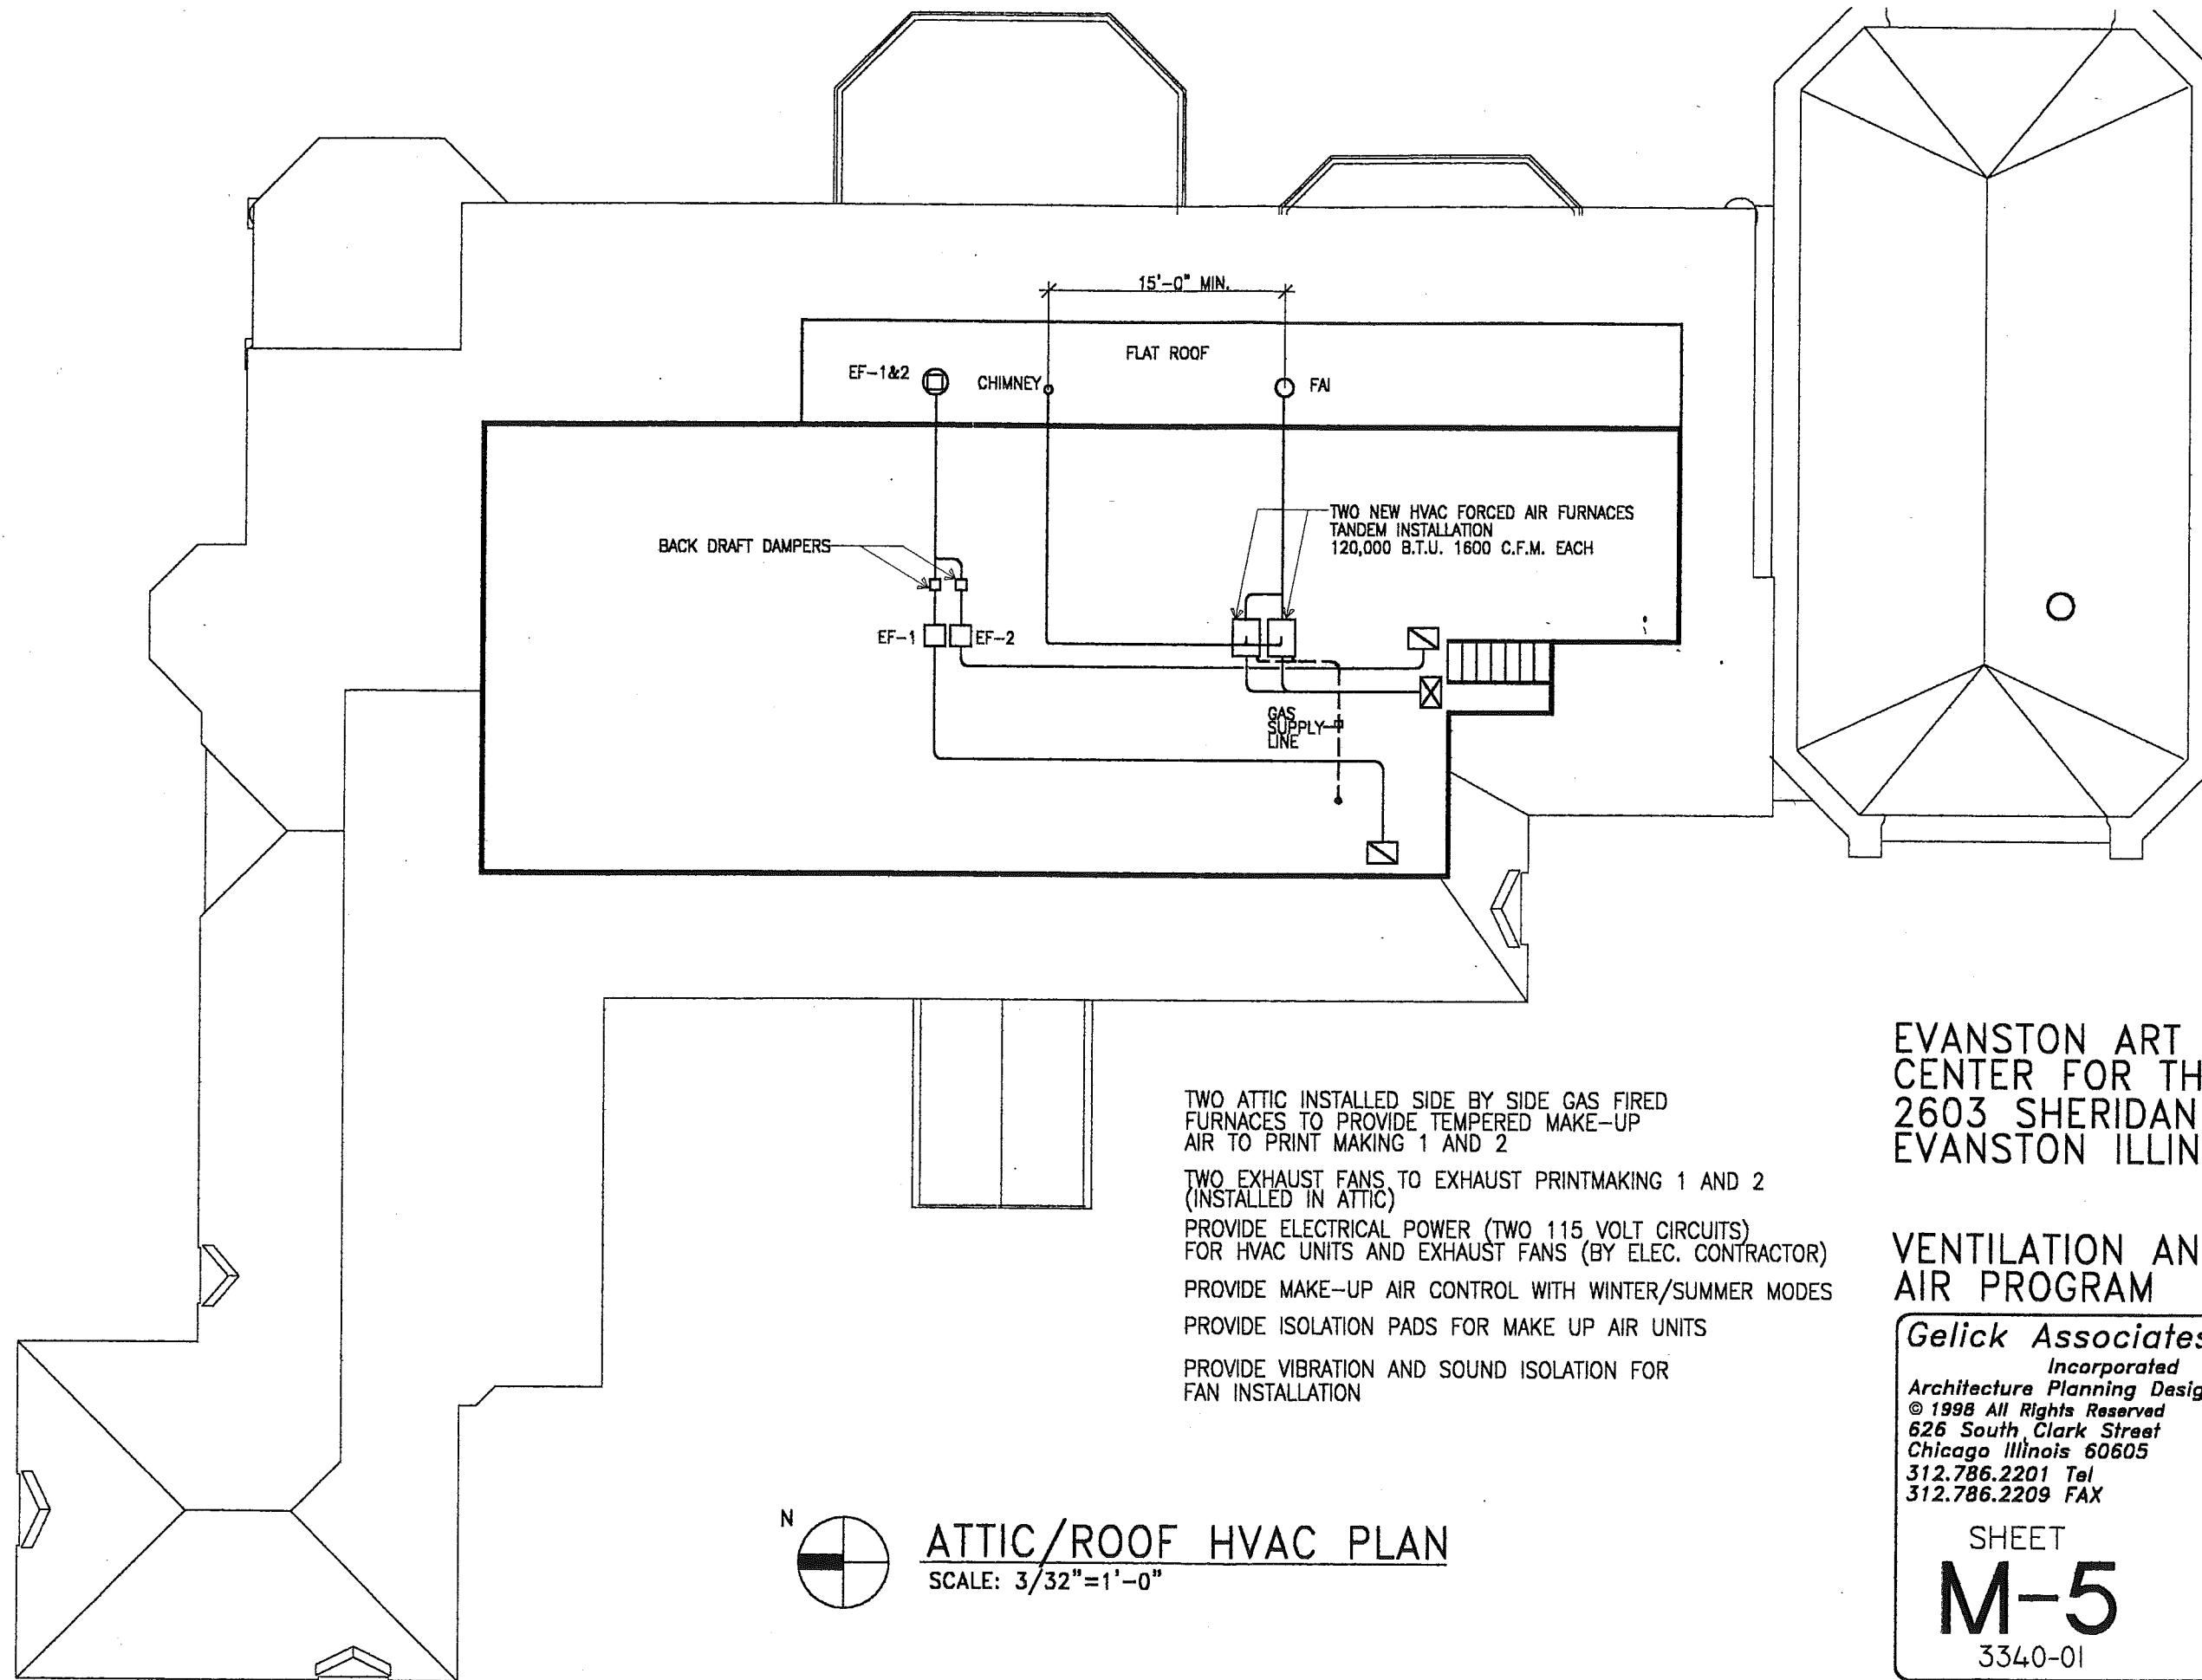 15'-0" MIN.
FLAT ROOF
EF-1&2
CHIMNEY
FAI
TWO NEW HVAC FORCED AIR FURNACES
TANDEM INSTALLATION
120,000 B.T.U. 1600 C.F.M. EACH
BACK DRAFT DAMPERS
EF-1
EF-2
GAS
SUPPLY
LINE
TWO ATTIC INSTALLED SIDE BY SIDE GAS FIRED
FURNACES TO PROVIDE TEMPERED MAKE-UP
AIR TO PRINT MAKING 1 AND 2
TWO EXHAUST FANS TO EXHAUST PRINTMAKING 1 AND 2
(INSTALLED IN ATTIC)
PROVIDE ELECTRICAL POWER (TWO 115 VOLT CIRCUITS)
FOR HVAC UNITS AND EXHAUST FANS (BY ELEC. CONTRACTOR)
PROVIDE MAKE-UP AIR CONTROL WITH WINTER/SUMMER MODES
PROVIDE ISOLATION PADS FOR MAKE UP AIR UNITS
PROVIDE VIBRATION AND SOUND ISOLATION FOR
FAN INSTALLATION
N
ATTIC/ROOF HVAC PLAN
SCALE: 3/32"=1'-0"
EVANSTON ART
CENTER FOR TH
2603 SHERIDAN
EVANSTON ILLIN
VENTILATION AN
AIR PROGRAM
Gelick Associates
Incorporated
Architecture Planning Desig
© 1998 All Rights Reserved
626 South Clark Street
Chicago Illinois 60605
312.786.2201 Tel
312.786.2209 FAX
SHEET
M-5
3340-01